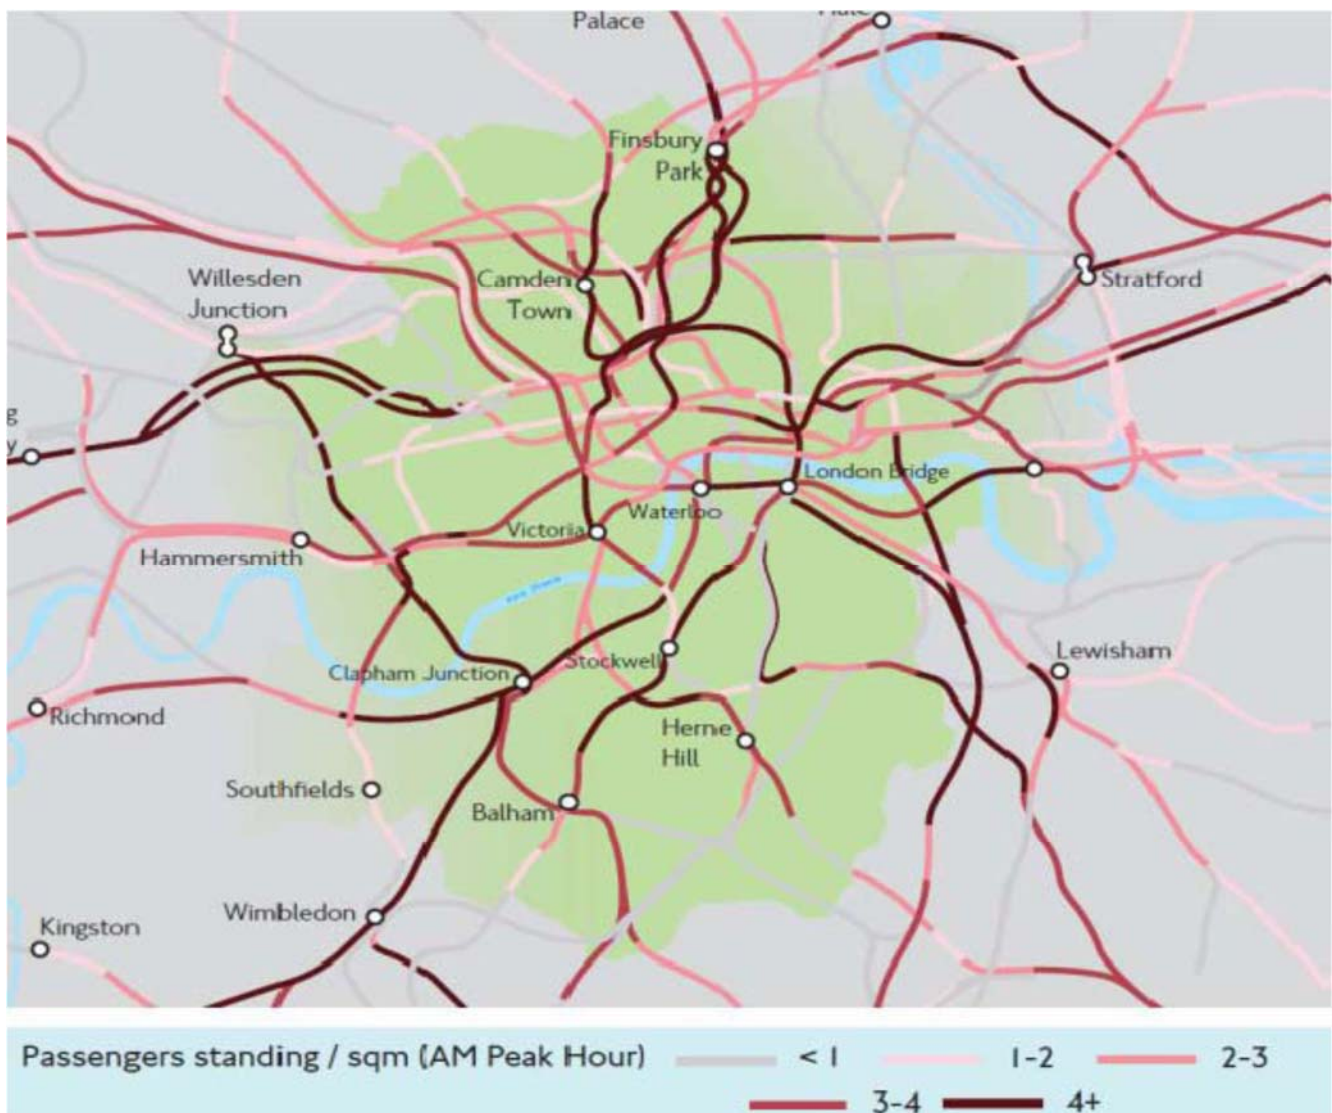 Palace
Finsbury
Park
Willesden
Junction
Camden
Town
Stratford
g
y
London Bridge
Waterloo
Victoria
Hammersmith
Stockwell
Lewisham
Clapham Junction
Richmond
Herne
Hill
Southfields
Balham
Wimbledon
Kingston
Passengers standing / sqm (AM Peak Hour) < 1 1-2 2-3
3-4 4+